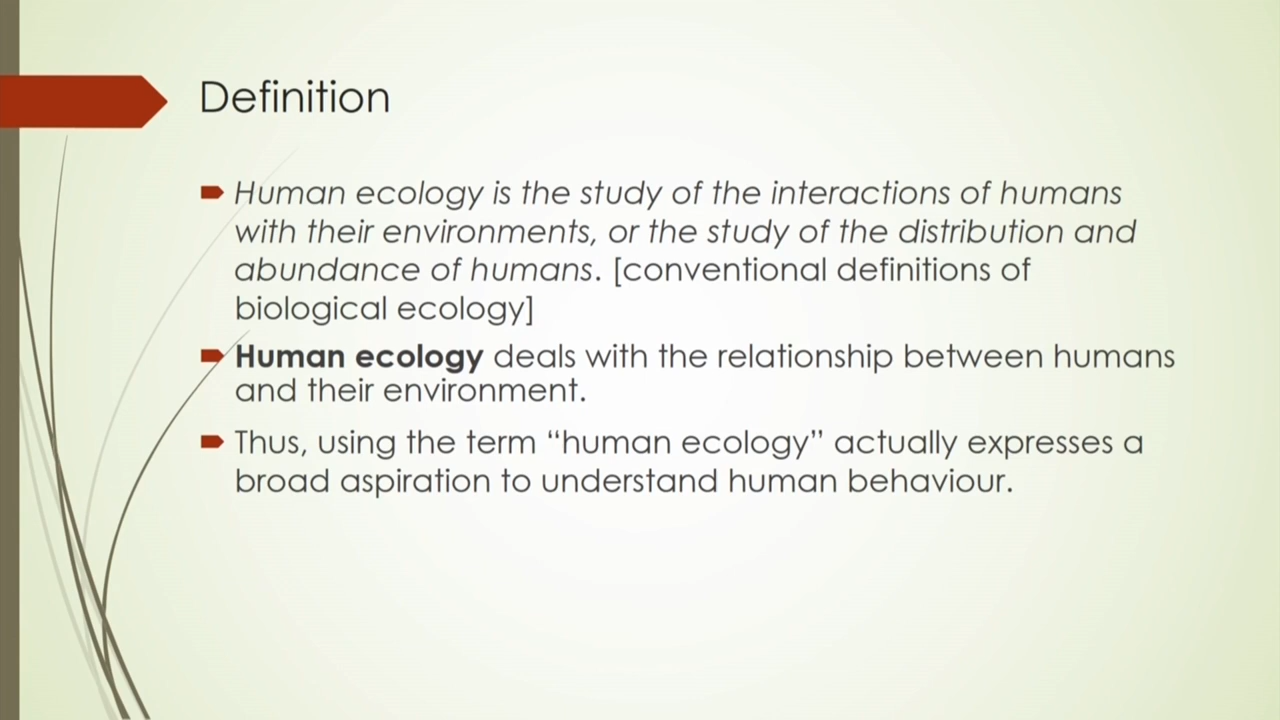 Definition
Human ecology is the study of the interactions of humans
with their environments, or the study of the distribution and
abundance of humans. [conventional definitions of
biological ecology]
Human ecology deals with the relationship between humans
and their environment.
Thus, using the term “human ecology” actually expresses a
broad aspiration to understand human behaviour.